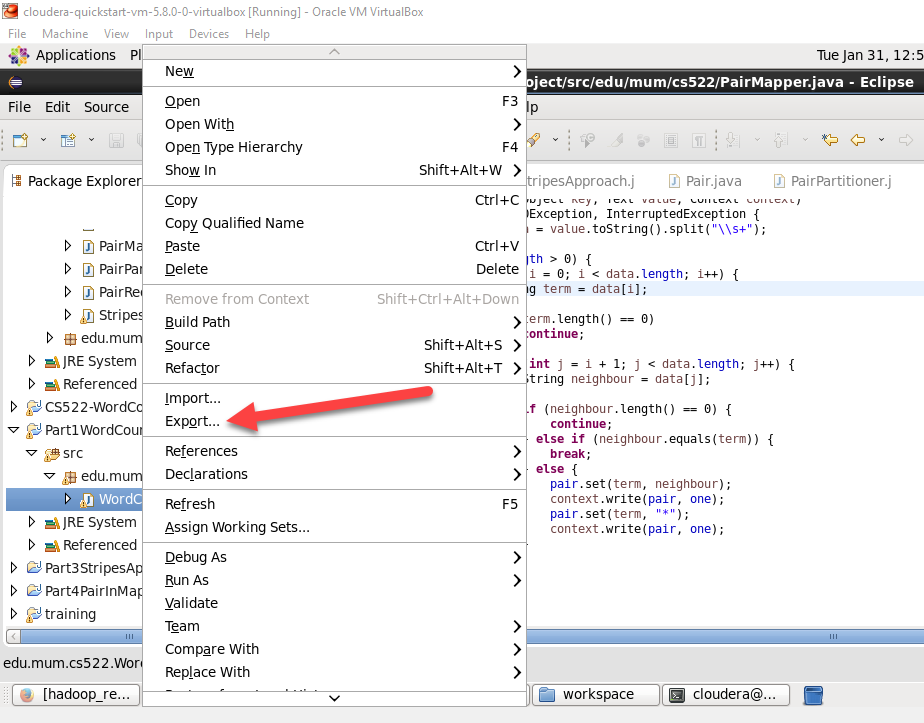 cloudera-quickstart-vm-5.8.0-0-virtualbox [Running] - Oracle VM VirtualBox
File Machine View Input Devices Help
Applications Pl
Tue Jan 31, 12:5
oject/src/edu/mum/cs522/PairMapper.java - Eclipse
File Edit Source
lp
Package Explorer
PairMa
PairPar
PairRec
Stripes
edu.mum
JRE System
Referenced
CS522-WordCo
Part1WordCoun
src
edu.mum
WordC
JRE System
Referenced
Part3StripesAp
Part4PairInMap
training
edu.mum.cs522.Word
New
Open F3
Open With
Open Type Hierarchy F4
Show In Shift+Alt+W
Copy Ctrl+C
Copy Qualified Name
Paste Ctrl+V
Delete Delete
Remove from Context Shift+Ctrl+Alt+Down
Build Path
Source Shift+Alt+S
Refactor Shift+Alt+T
Import...
Export...
References
Declarations
Refresh F5
Assign Working Sets...
Debug As
Run As
Validate
Team
Compare With
Replace With
tripesApproach.j Pair.java PairPartitioner.j
bject key, Text value, Context context)
OException, InterruptedException {
= value.toString().split("\\s+");
gth > 0) {
i = 0; i < data.length; i++) {
ng term = data[i];
term.length() == 0)
continue;
int j = i + 1; j < data.length; j++) {
String neighbour = data[j];
if (neighbour.length() == 0) {
continue;
} else if (neighbour.equals(term)) {
break;
} else {
pair.set(term, neighbour);
context.write(pair, one);
pair.set(term, "*");
context.write(pair, one);
[hadoop_re...
workspace
cloudera@...